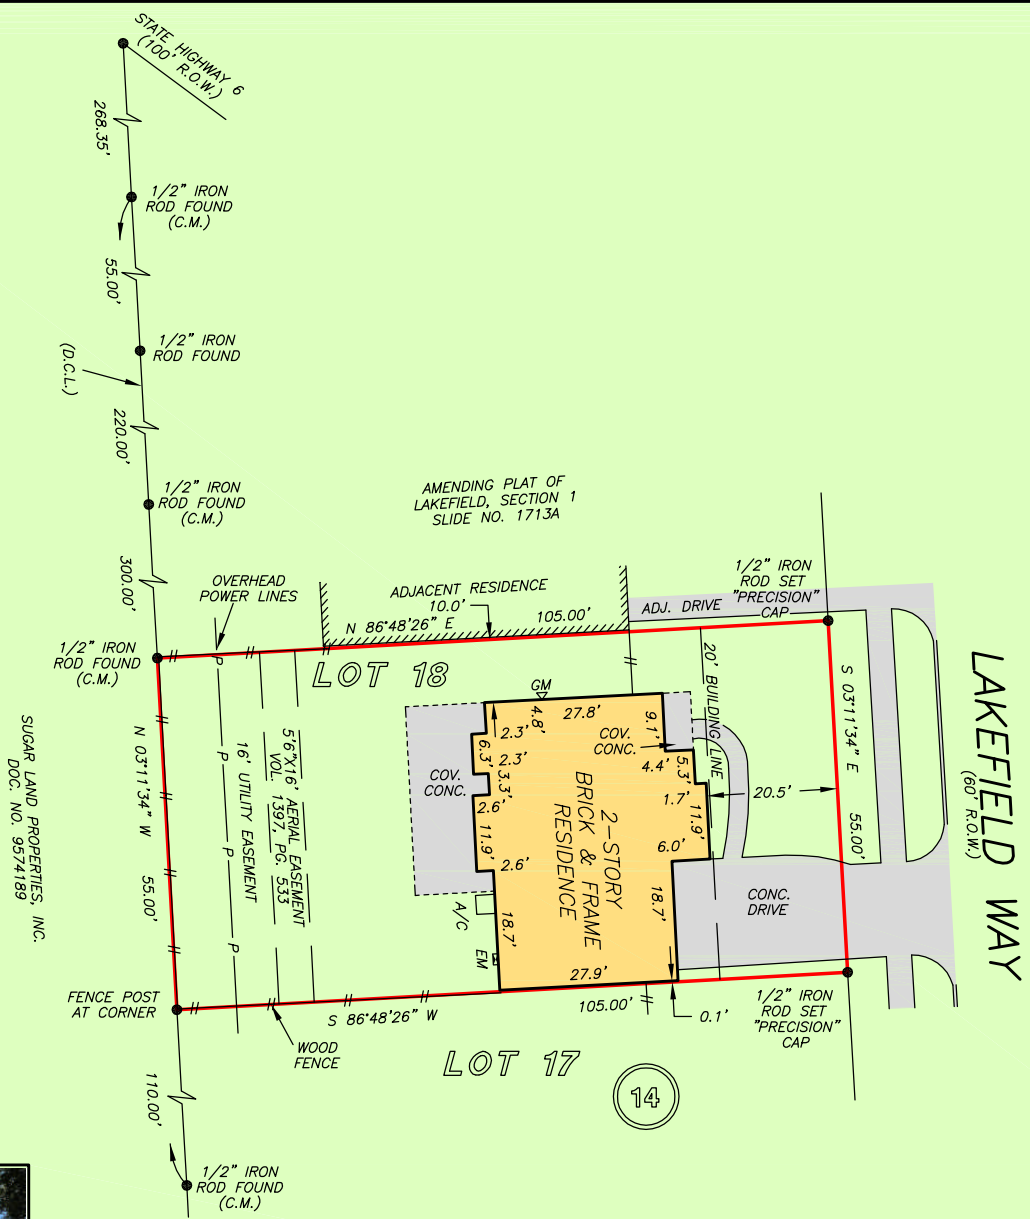 STATE HIGHWAY 6
(100' R.O.W.)
268.35'
1/2" IRON
ROD FOUND
(C.M.)
55.00'
1/2" IRON
ROD FOUND
(D.C.L.)
220.00'
1/2" IRON
ROD FOUND
(C.M.)
AMENDING PLAT OF
LAKEFIELD, SECTION 1
SLIDE NO. 1713A
300.00'
OVERHEAD
POWER LINES
ADJACENT RESIDENCE
10.0'
N 86°48'26" E
105.00'
1/2" IRON
ROD SET
"PRECISION"
CAP
ADJ. DRIVE
1/2" IRON
ROD FOUND
(C.M.)
LOT 18
20' BUILDING LINE
S 03°11'34" E
55.00'
LAKEFIELD WAY
(60' R.O.W.)
GM
4.8'
27.8'
9.1'
COV.
CONC.
2.3'
6.3'
2.3'
3.3'
2.6'
11.9'
2.6'
18.7'
4.4'
5.3'
1.7'
11.9'
6.0'
18.7'
20.5'
COV.
CONC.
2-STORY
BRICK & FRAME
RESIDENCE
CONC.
DRIVE
5'6"X16' AERIAL EASEMENT
VOL. 1397, PG. 533
16' UTILITY EASEMENT
P
P
P
P
N 03°11'34" W
55.00'
SUGAR LAND PROPERTIES, INC.
DOC. NO. 9574189
A/C
EM
27.9'
105.00'
0.1'
1/2" IRON
ROD SET
"PRECISION"
CAP
FENCE POST
AT CORNER
S 86°48'26" W
WOOD
FENCE
LOT 17
14
110.00'
1/2" IRON
ROD FOUND
(C.M.)